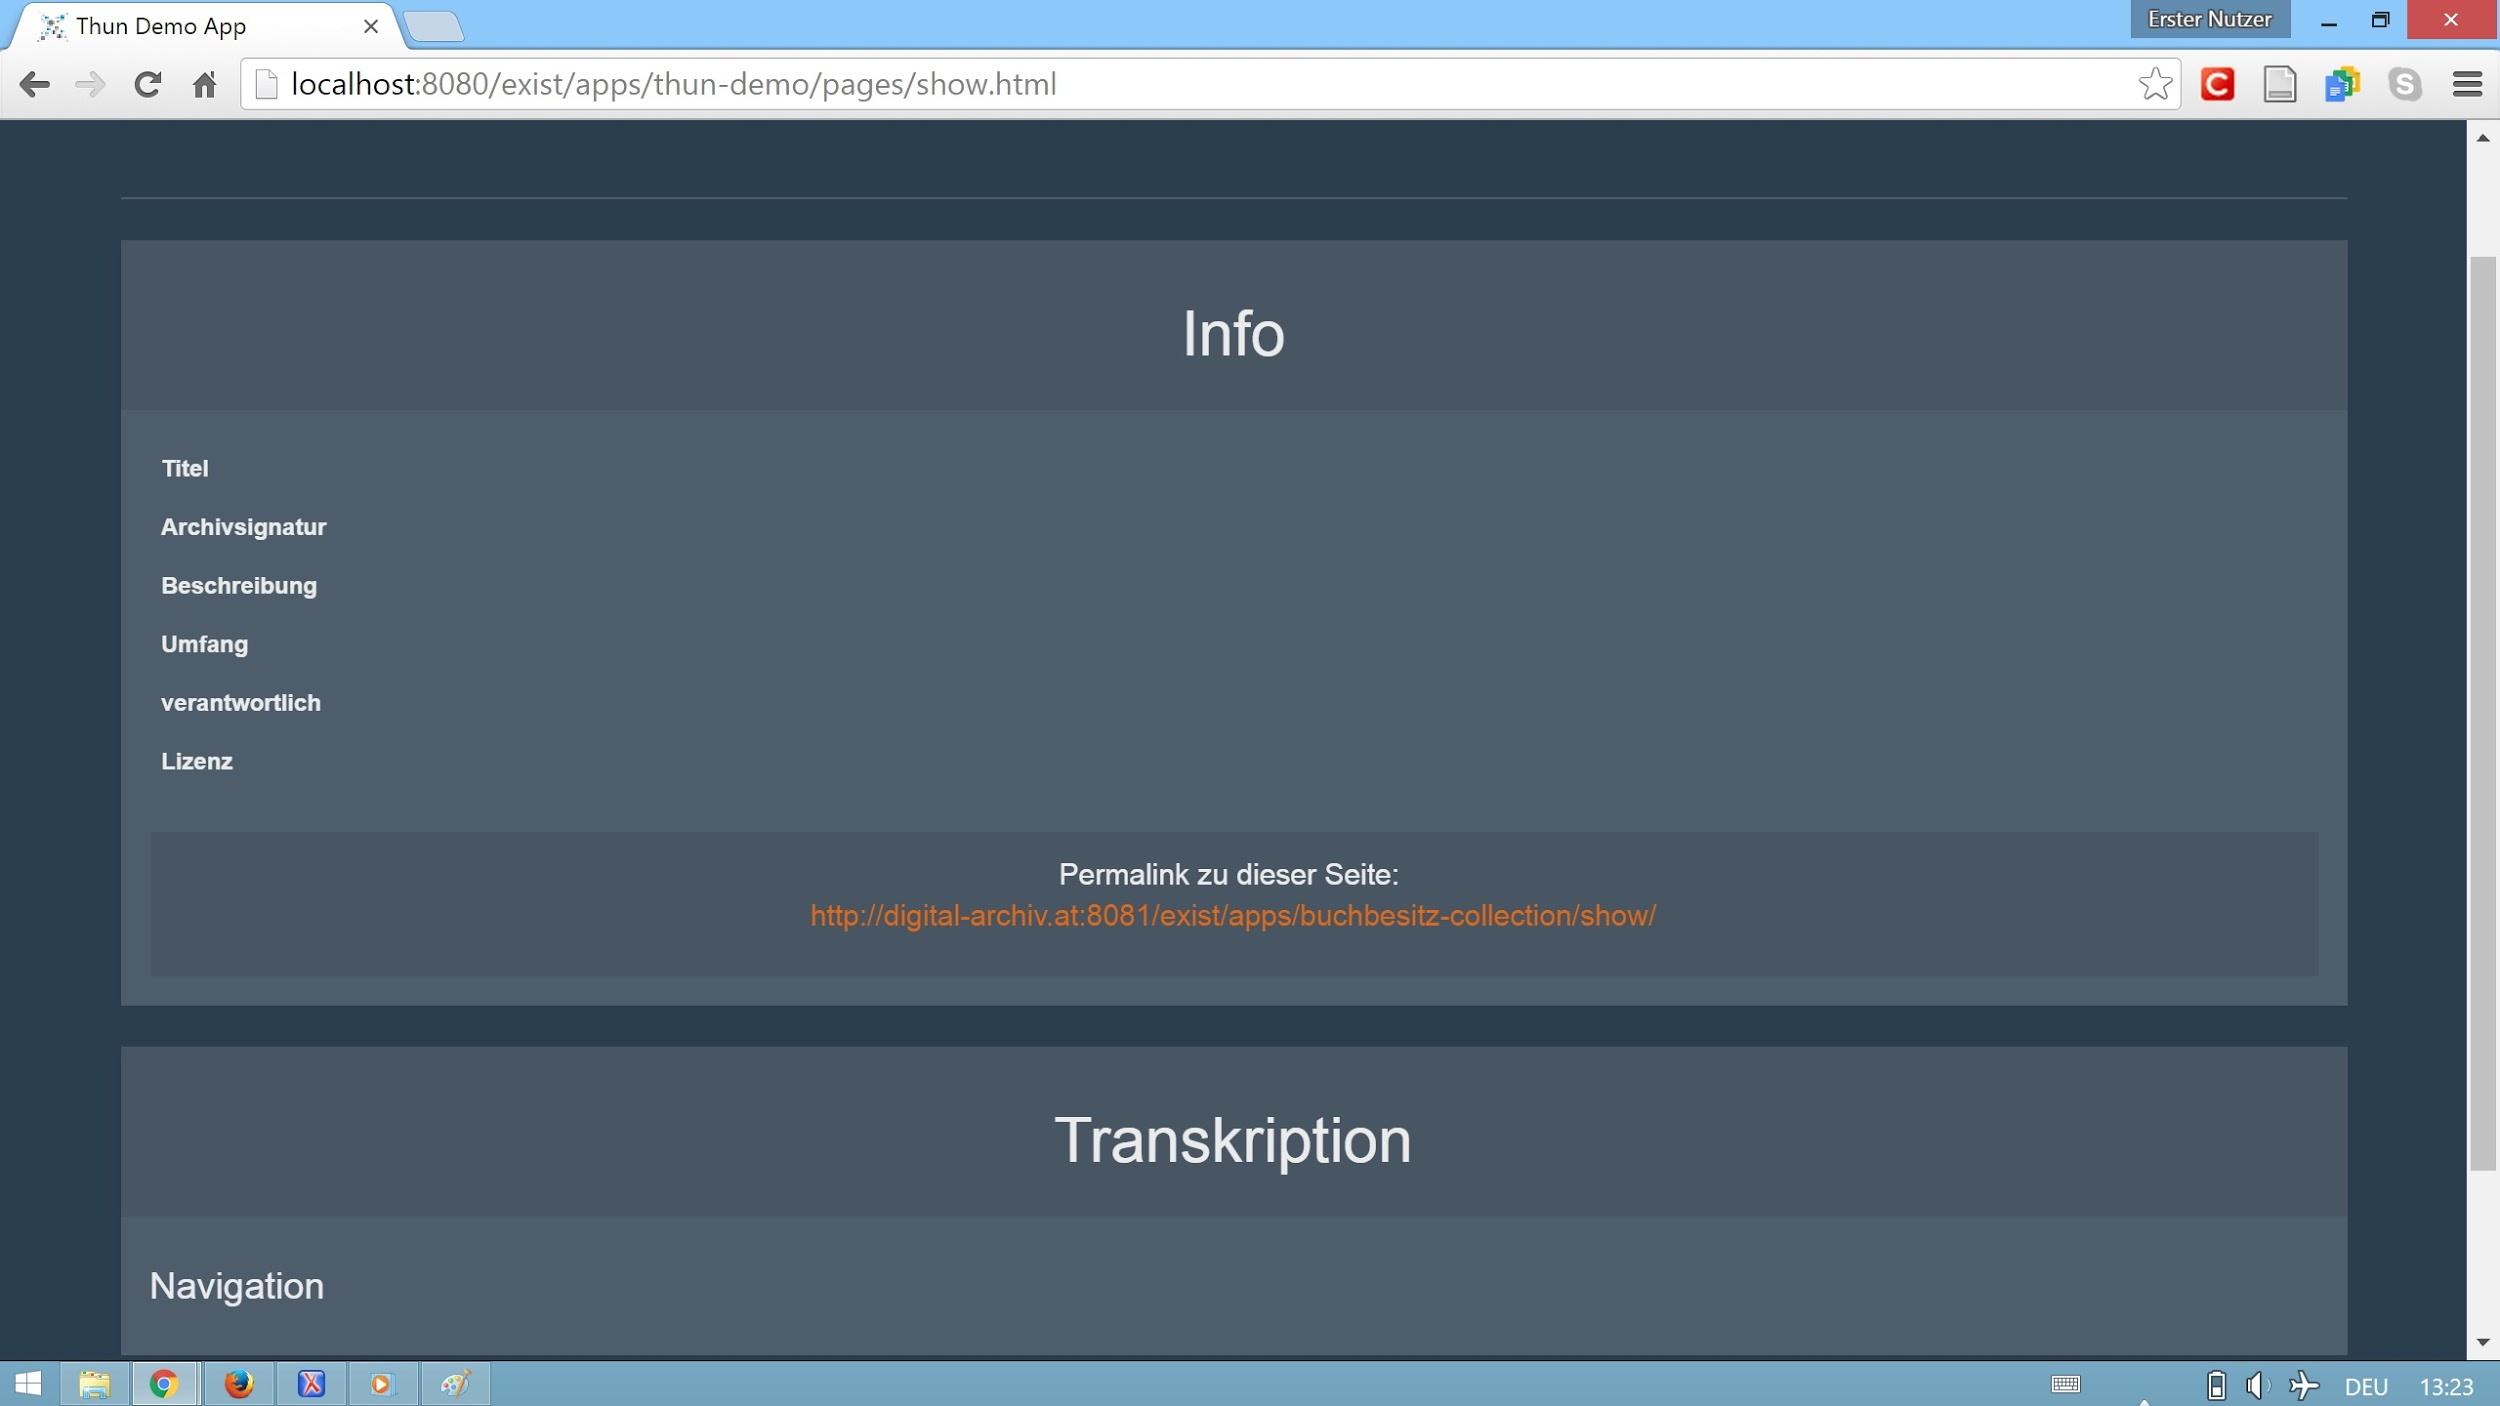 Thun Demo App
Erster Nutzer
localhost:8080/exist/apps/thun-demo/pages/show.html
Info
Titel
Archivsignatur
Beschreibung
Umfang
verantwortlich
Lizenz
Permalink zu dieser Seite:
http://digital-archiv.at:8081/exist/apps/buchbesitz-collection/show/
Transkription
Navigation
DEU 13:23